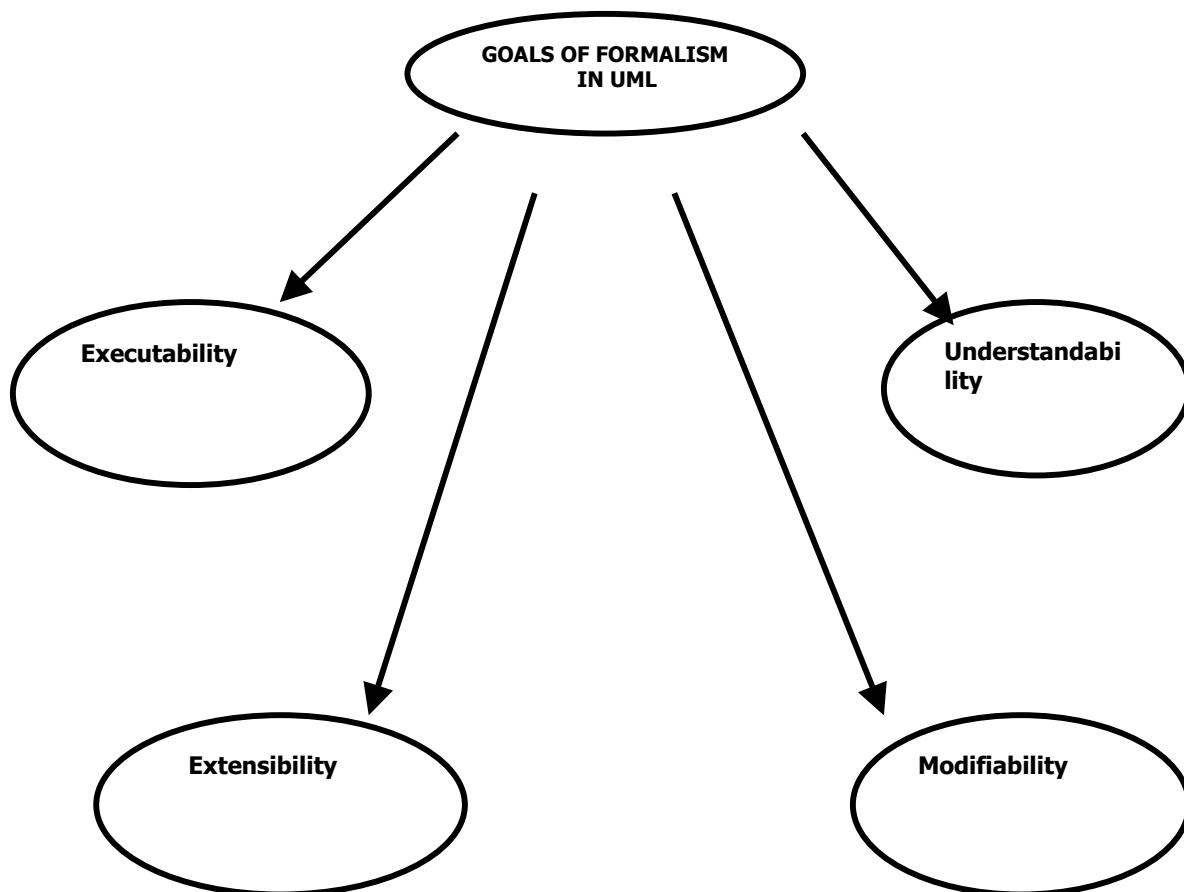 GOALS OF FORMALISM
IN UML
Executability
Understandabi
lity
Extensibility
Modifiability